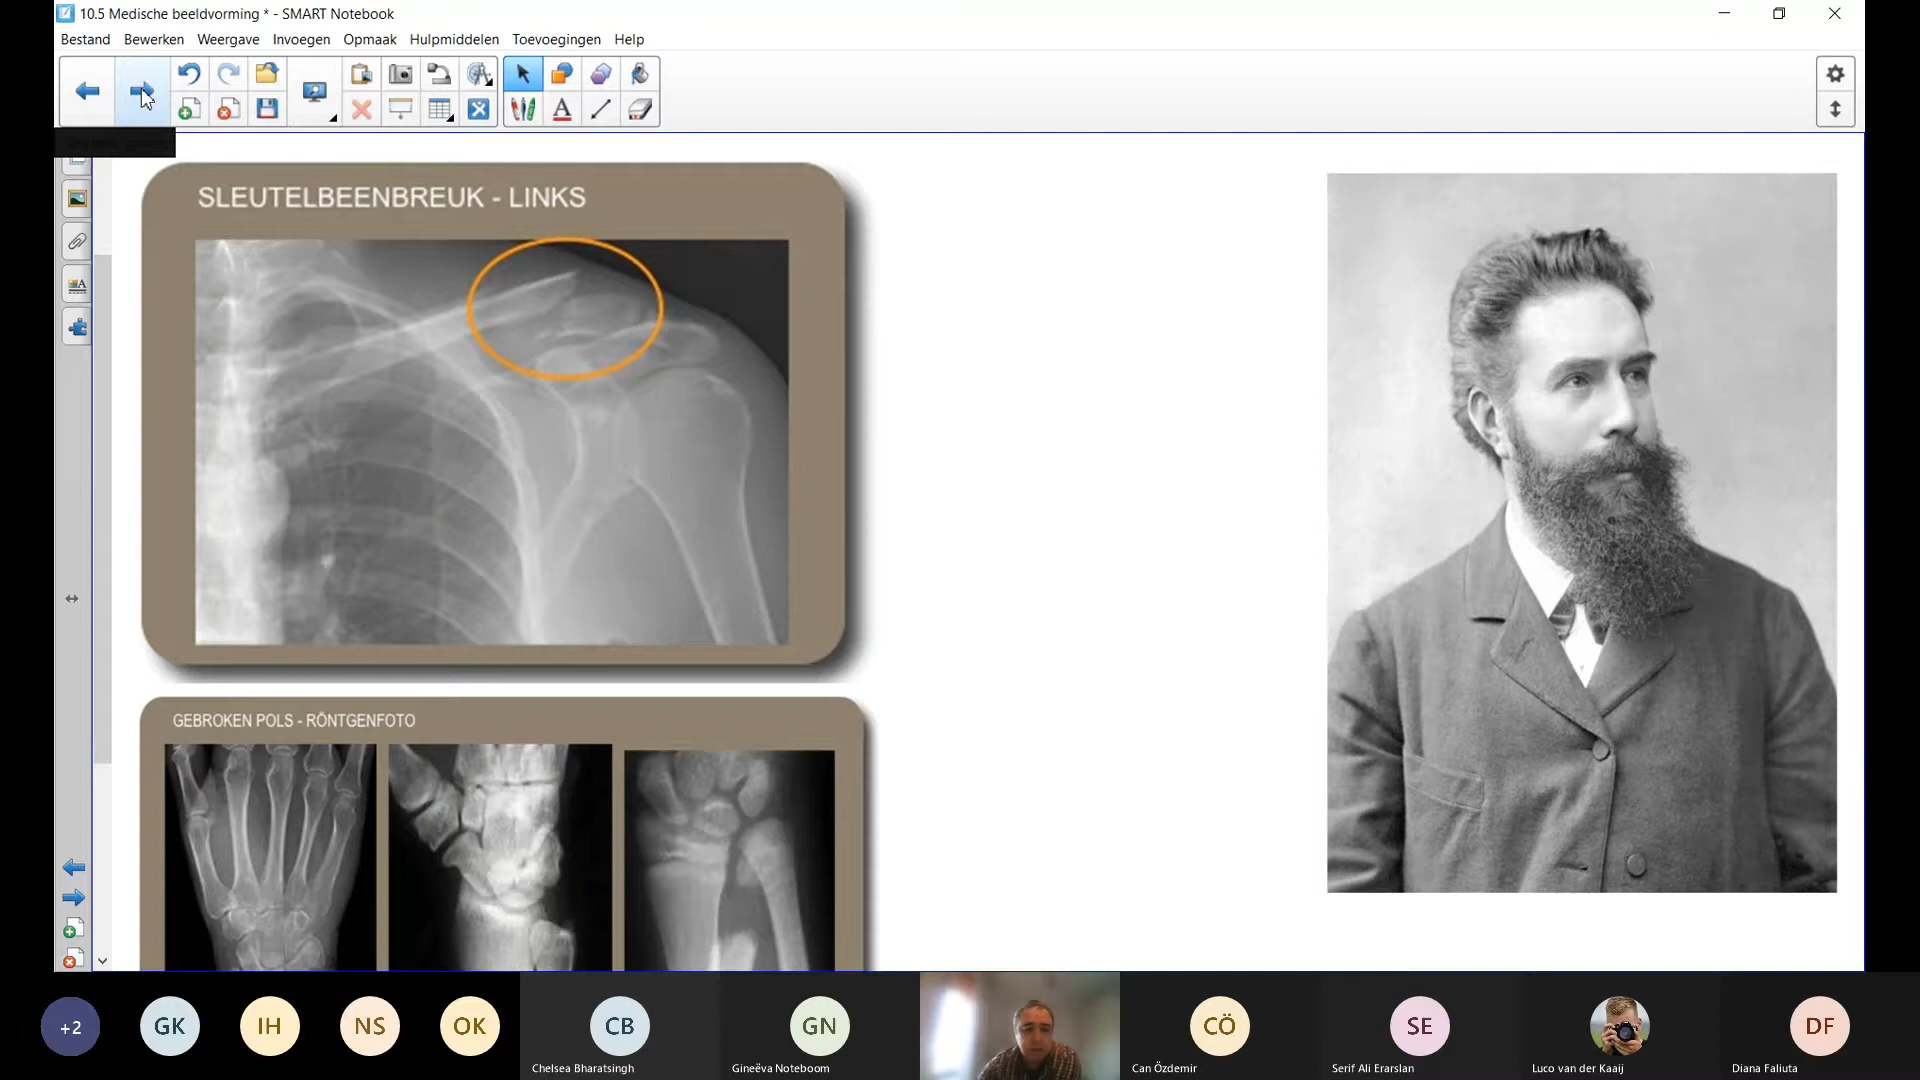 10.5 Medische beeldvorming * - SMART Notebook
Bestand Bewerken Weergave Invoegen Opmaak Hulpmiddelen Toevoegingen Help
SLEUTELBEENBREUK - LINKS
GEBROKEN POLS - RÖNTGENFOTO
+2 GK IH NS OK CB GN CÖ SE DF
Chelsea Bharatsingh Gineëva Noteboom Can Özdemir Serif Ali Erarslan Luco van der Kaaij Diana Faliuta